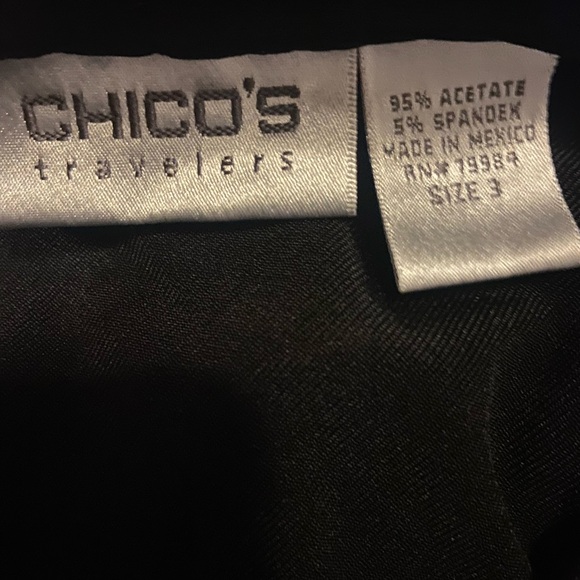 CHICO'S
travelers
95% ACETATE
5% SPANDEX
MADE IN MEXICO
RN# 79984
SIZE 3